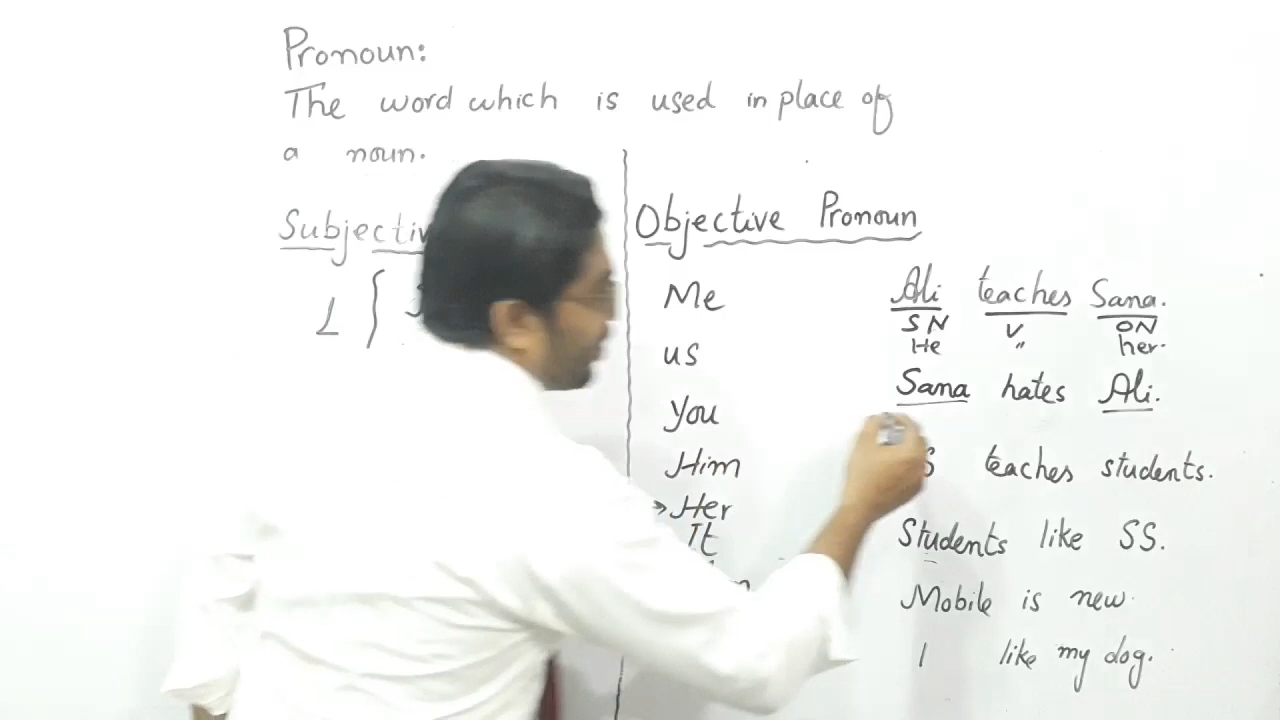 Pronoun:
The word which is used in place of
a noun.
Objective Pronoun
Me
us
You
Him
Her
It
Ali teaches Sana.
SN V ON
He " her.
Sana hates Ali.
teaches students.
Students like SS.
Mobile is new.
I like my dog.